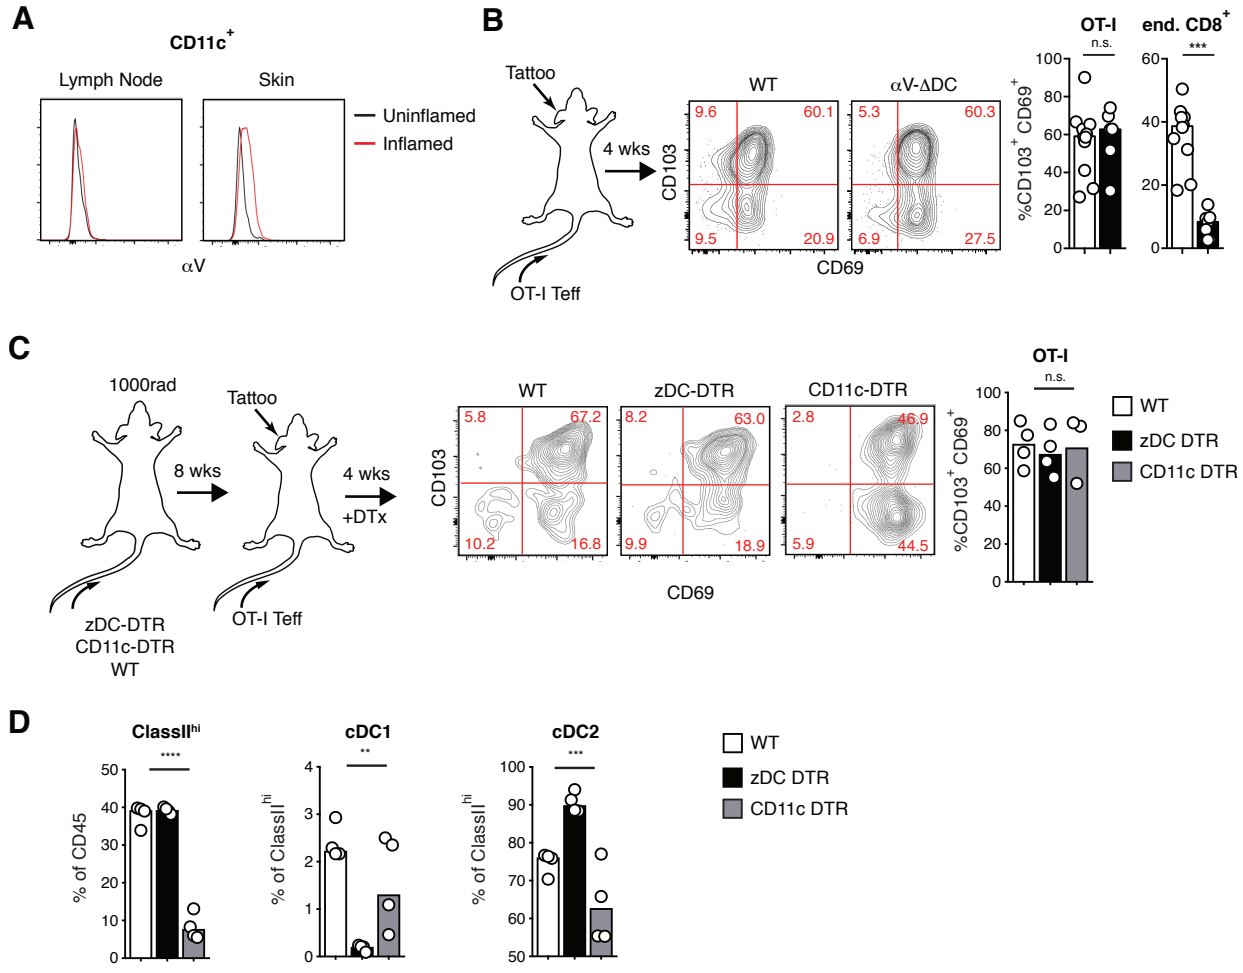 A
CD11c+
Lymph Node
Skin
Uninflamed
Inflamed
αV
B
Tattoo
4 wks
OT-I Teff
WT
αV-ΔDC
9.6
60.1
9.5
20.9
5.3
60.3
6.9
27.5
CD103
CD69
OT-I
n.s.
%CD103+ CD69+
100
80
60
40
20
0
end. CD8+
***
60
40
20
0
C
1000rad
8 wks
zDC-DTR
CD11c-DTR
WT
Tattoo
OT-I Teff
4 wks
+DTx
WT
zDC-DTR
CD11c-DTR
5.8
67.2
10.2
16.8
8.2
63.0
9.9
18.9
2.8
46.9
5.9
44.5
CD103
CD69
OT-I
n.s.
%CD103+ CD69+
100
80
60
40
20
0
WT
zDC DTR
CD11c DTR
D
ClassIIhi
****
% of CD45
50
40
30
20
10
0
cDC1
**
% of ClassIIhi
4
3
2
1
0
cDC2
***
% of ClassIIhi
100
90
80
70
60
50
WT
zDC DTR
CD11c DTR